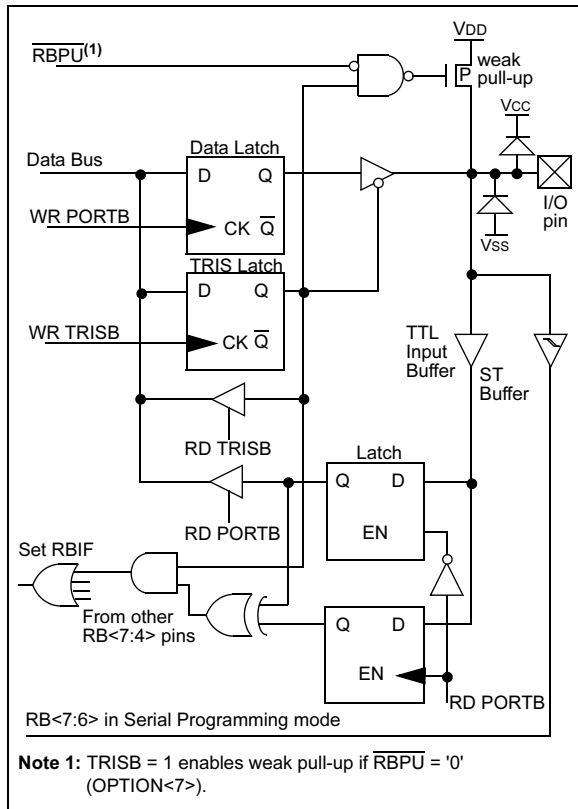 VDD
R̅B̅P̅U̅(1)
weak
pull-up
P
VCC
Data Latch
Data Bus
D Q
I/O
pin
WR PORTB
CK Q̅
VSS
TRIS Latch
D Q
WR TRISB
CK Q̅
TTL
Input
Buffer
ST
Buffer
RD TRISB
Latch
Q D
EN
RD PORTB
Set RBIF
From other
RB<7:4> pins
Q D
EN
RD PORTB
RB<7:6> in Serial Programming mode
Note 1: TRISB = 1 enables weak pull-up if R̅B̅P̅U̅ = '0'
(OPTION<7>).